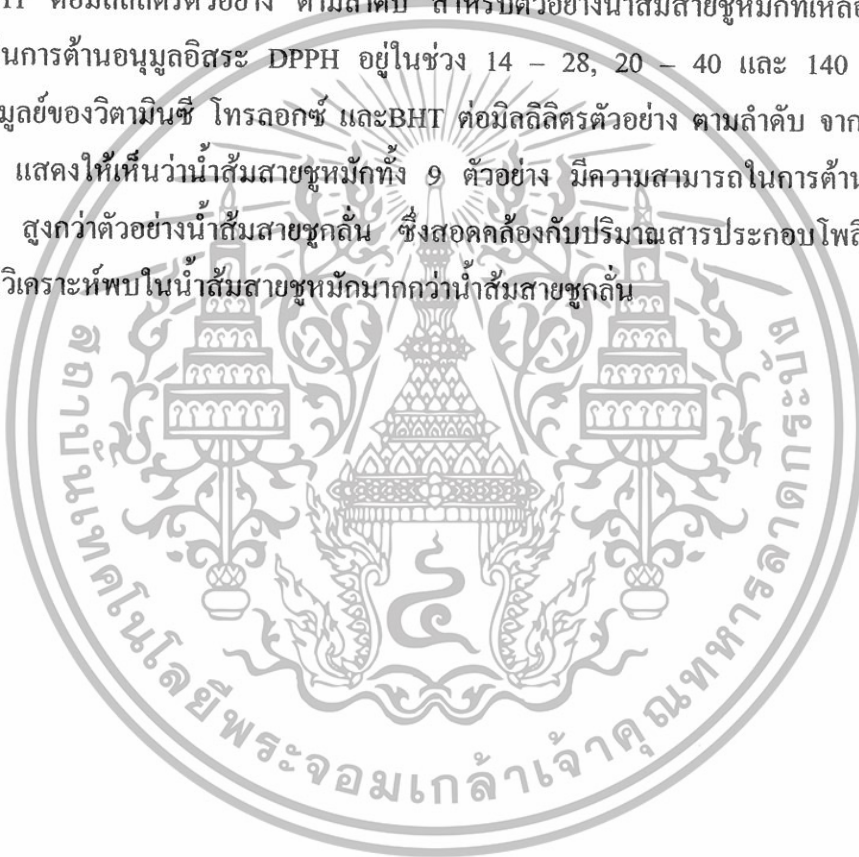 ต่อมิลลิลิตรตัวอย่าง ตามลำดับ สำหรับตัวอย่างน้ำส้มสายชูหมักที่เหลือ
นการต้านอนุมูลอิสระ DPPH อยู่ในช่วง 14 – 28, 20 – 40 และ 140
มูลย์ของวิตามินซี โทรลอกซ์ และBHT ต่อมิลลิลิตรตัวอย่าง ตามลำดับ จาก
แสดงให้เห็นว่าน้ำส้มสายชูหมักทั้ง 9 ตัวอย่าง มีความสามารถในการต้าน
สูงกว่าตัวอย่างน้ำส้มสายชูกลั่น ซึ่งสอดคล้องกับปริมาณสารประกอบโพลี
วิเคราะห์พบในน้ำส้มสายชูหมักมากกว่าน้ำส้มสายชูกลั่น
สถาบันเทคโนโลยีพระจอมเกล้าเจ้าคุณทหารลาดกระบัง
๔